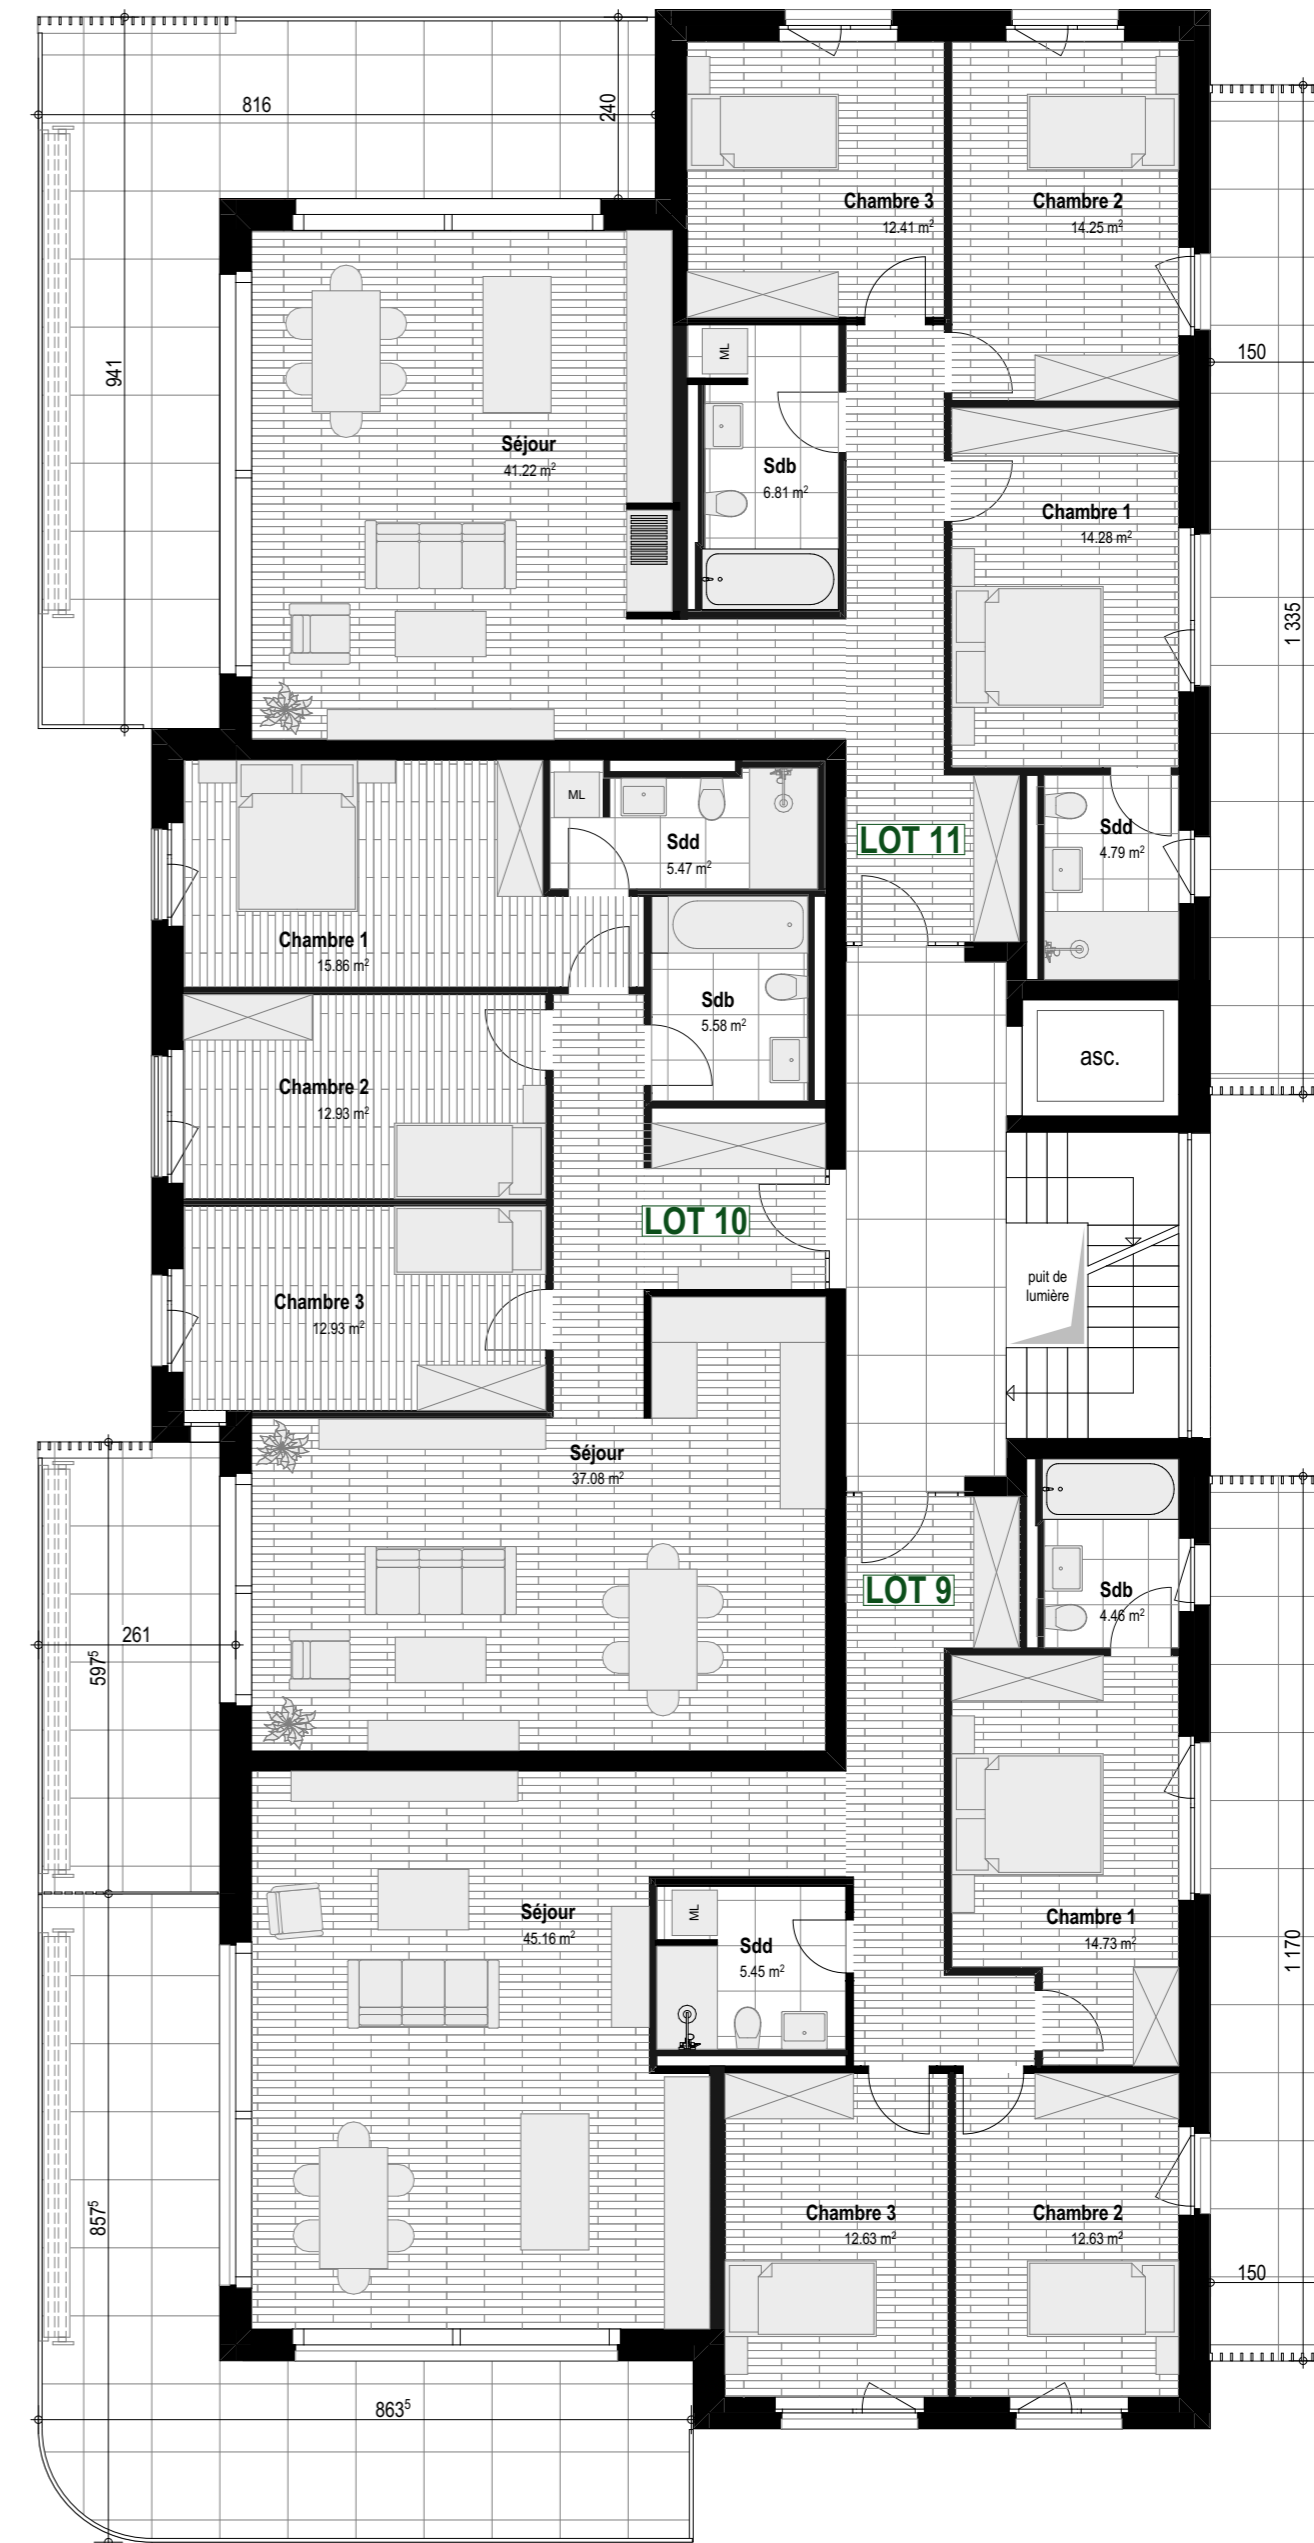 816
240
Chambre 3
12.41 m²
Chambre 2
14.25 m²
941
150
ML
Séjour
41.22 m²
Sdb
6.81 m²
Chambre 1
14.28 m²
1 335
ML
Sdd
5.47 m²
LOT 11
Sdd
4.79 m²
Chambre 1
15.86 m²
Sdb
5.58 m²
asc.
Chambre 2
12.93 m²
LOT 10
puit de
lumière
Chambre 3
12.93 m²
Séjour
37.08 m²
LOT 9
Sdb
4.46 m²
261
597⁵
Séjour
45.16 m²
ML
Sdd
5.45 m²
Chambre 1
14.73 m²
1 170
857⁵
Chambre 3
12.63 m²
Chambre 2
12.63 m²
150
863⁵